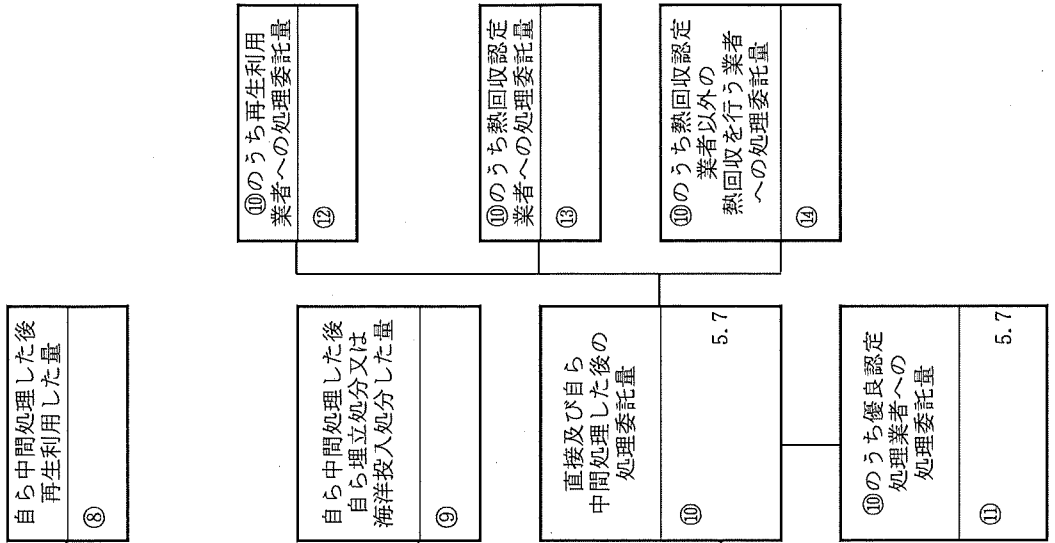 自ら中間処理した後
再生利用した量
⑧
自ら中間処理した後
自ら埋立処分又は
海洋投入処分した量
⑨
直接及び自ら
中間処理した後の
処理委託量
⑩ 5.7
⑩のうち優良認定
処理業者への
処理委託量
⑪ 5.7
⑩のうち再生利用
業者への処理委託量
⑫
⑩のうち熱回収認定
業者への処理委託量
⑬
⑩のうち熱回収認定
業者以外の
熱回収を行う業者
への処理委託量
⑭